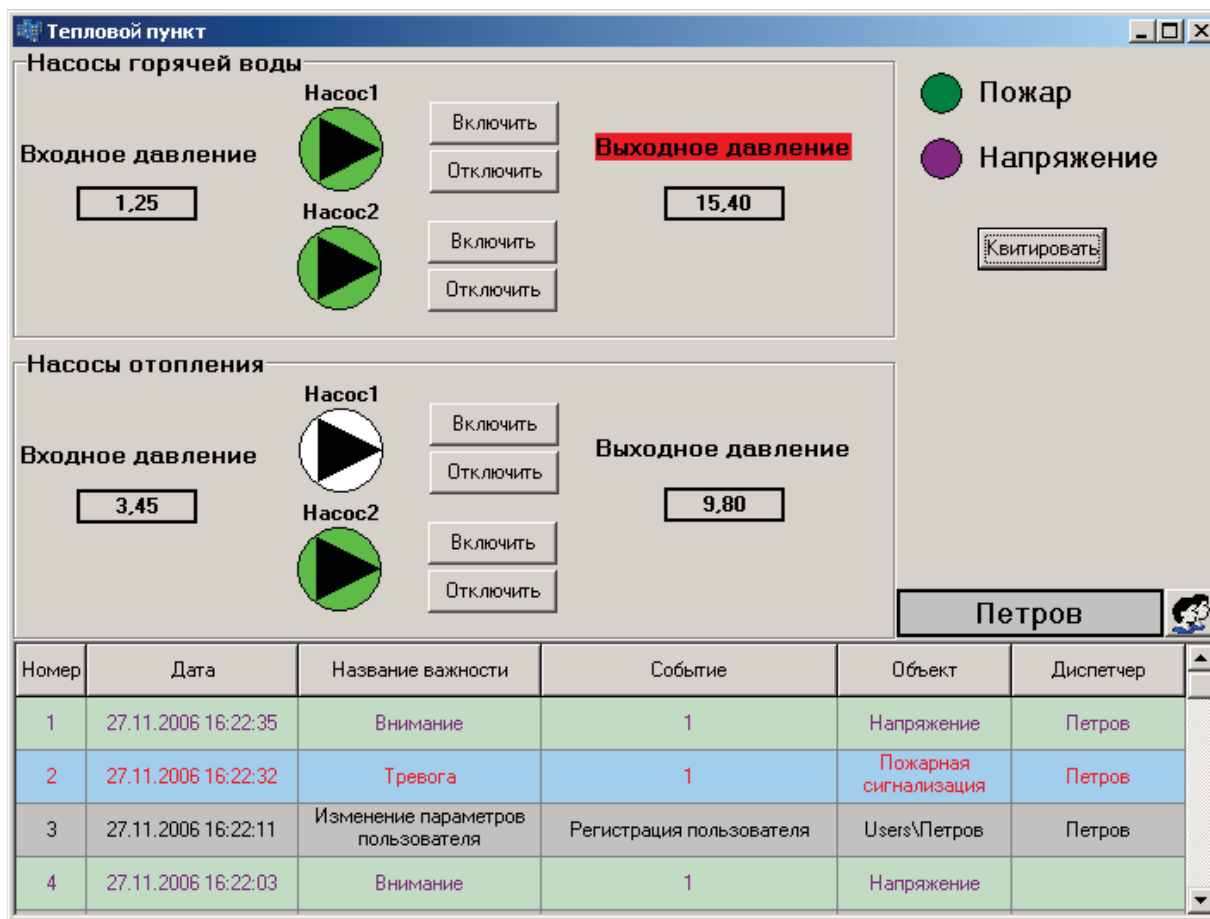 Тепловой пункт
Насосы горячей воды
Насос1
Включить
Входное давление
Отключить
Выходное давление
1,25
15,40
Насос2
Включить
Отключить
Пожар
Напряжение
Квитировать
Насосы отопления
Насос1
Включить
Входное давление
Отключить
Выходное давление
3,45
9,80
Насос2
Включить
Отключить
Петров
Номер Дата Название важности Событие Объект Диспетчер
1 27.11.2006 16:22:35 Внимание 1 Напряжение Петров
2 27.11.2006 16:22:32 Тревога 1 Пожарная сигнализация Петров
3 27.11.2006 16:22:11 Изменение параметров пользователя Регистрация пользователя Users\Петров Петров
4 27.11.2006 16:22:03 Внимание 1 Напряжение